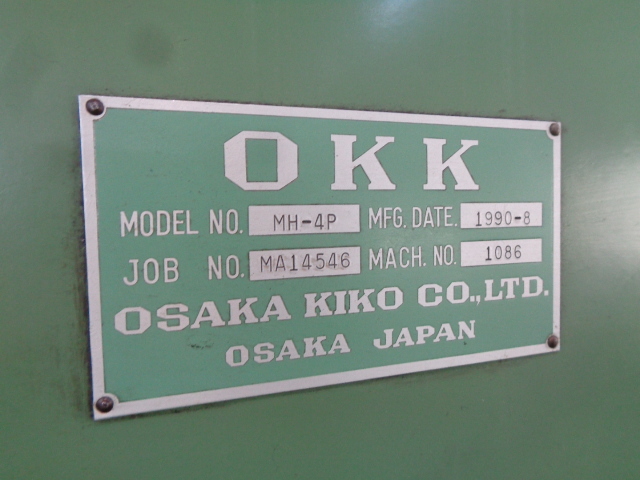 OKK
MODEL NO. MH-4P MFG. DATE. 1990-8
JOB NO. MA14546 MACH. NO. 1086
OSAKA KIKO CO.,LTD.
OSAKA JAPAN